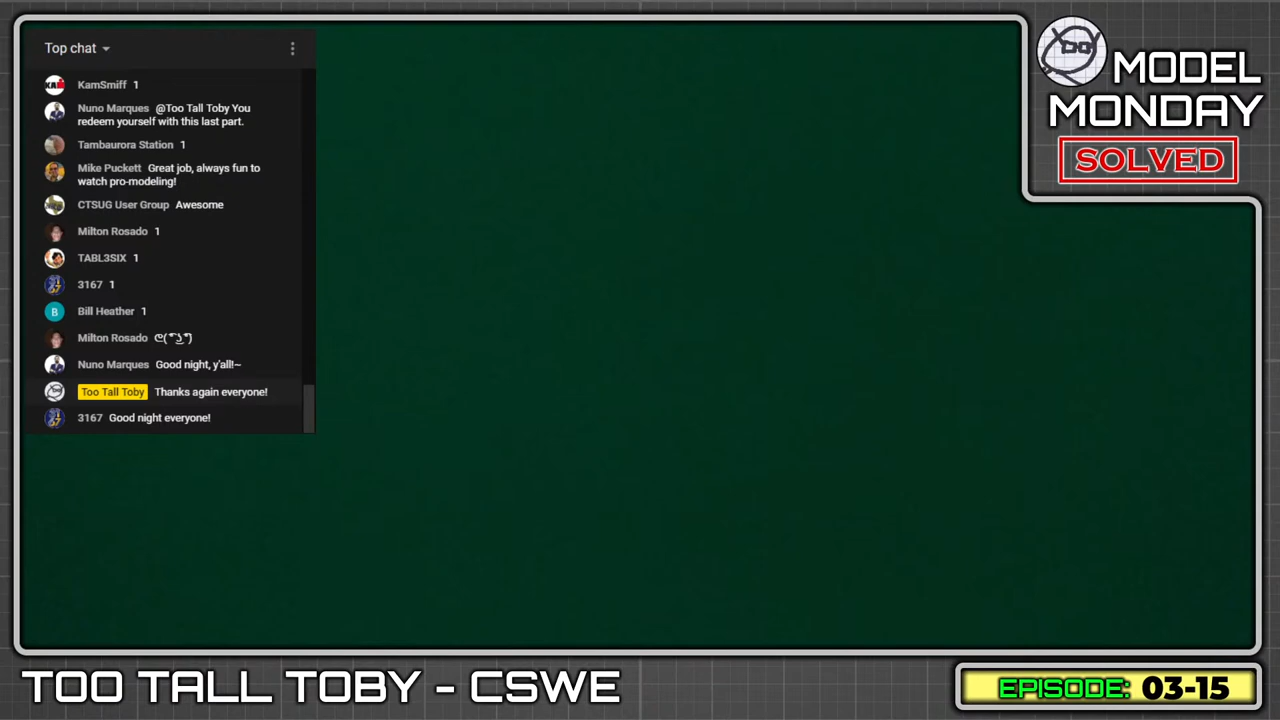 Top chat
KamSmiff 1
Nuno Marques @Too Tall Toby You
redeem yourself with this last part.
Tambaurora Station 1
Mike Puckett Great job, always fun to
watch pro-modeling!
CTSUG User Group Awesome
Milton Rosado 1
TABL3SIX 1
3167 1
B Bill Heather 1
Milton Rosado
Nuno Marques Good night, y'all!~
Too Tall Toby Thanks again everyone!
3167 Good night everyone!
MODEL
MONDAY
SOLVED
TOO TALL TOBY - CSWE
EPISODE: 03-15